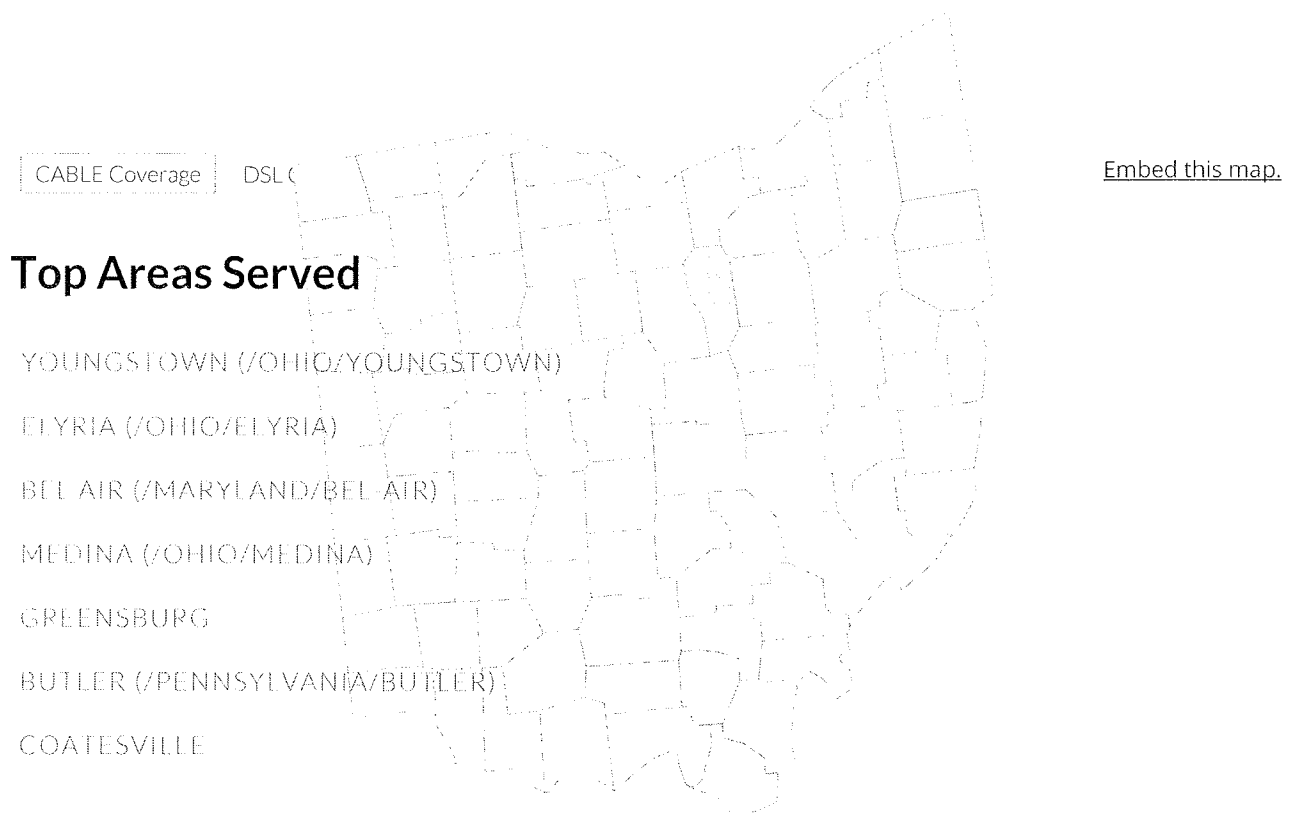 CABLE Coverage DSL
Embed this map.
Top Areas Served
YOUNGSTOWN (/OHIO/YOUNGSTOWN)
ELYRIA (/OHIO/ELYRIA)
BEL AIR (/MARYLAND/BEL-AIR)
MEDINA (/OHIO/MEDINA)
GREENSBURG
BUTLER (/PENNSYLVANIA/BUTLER)
COATESVILLE